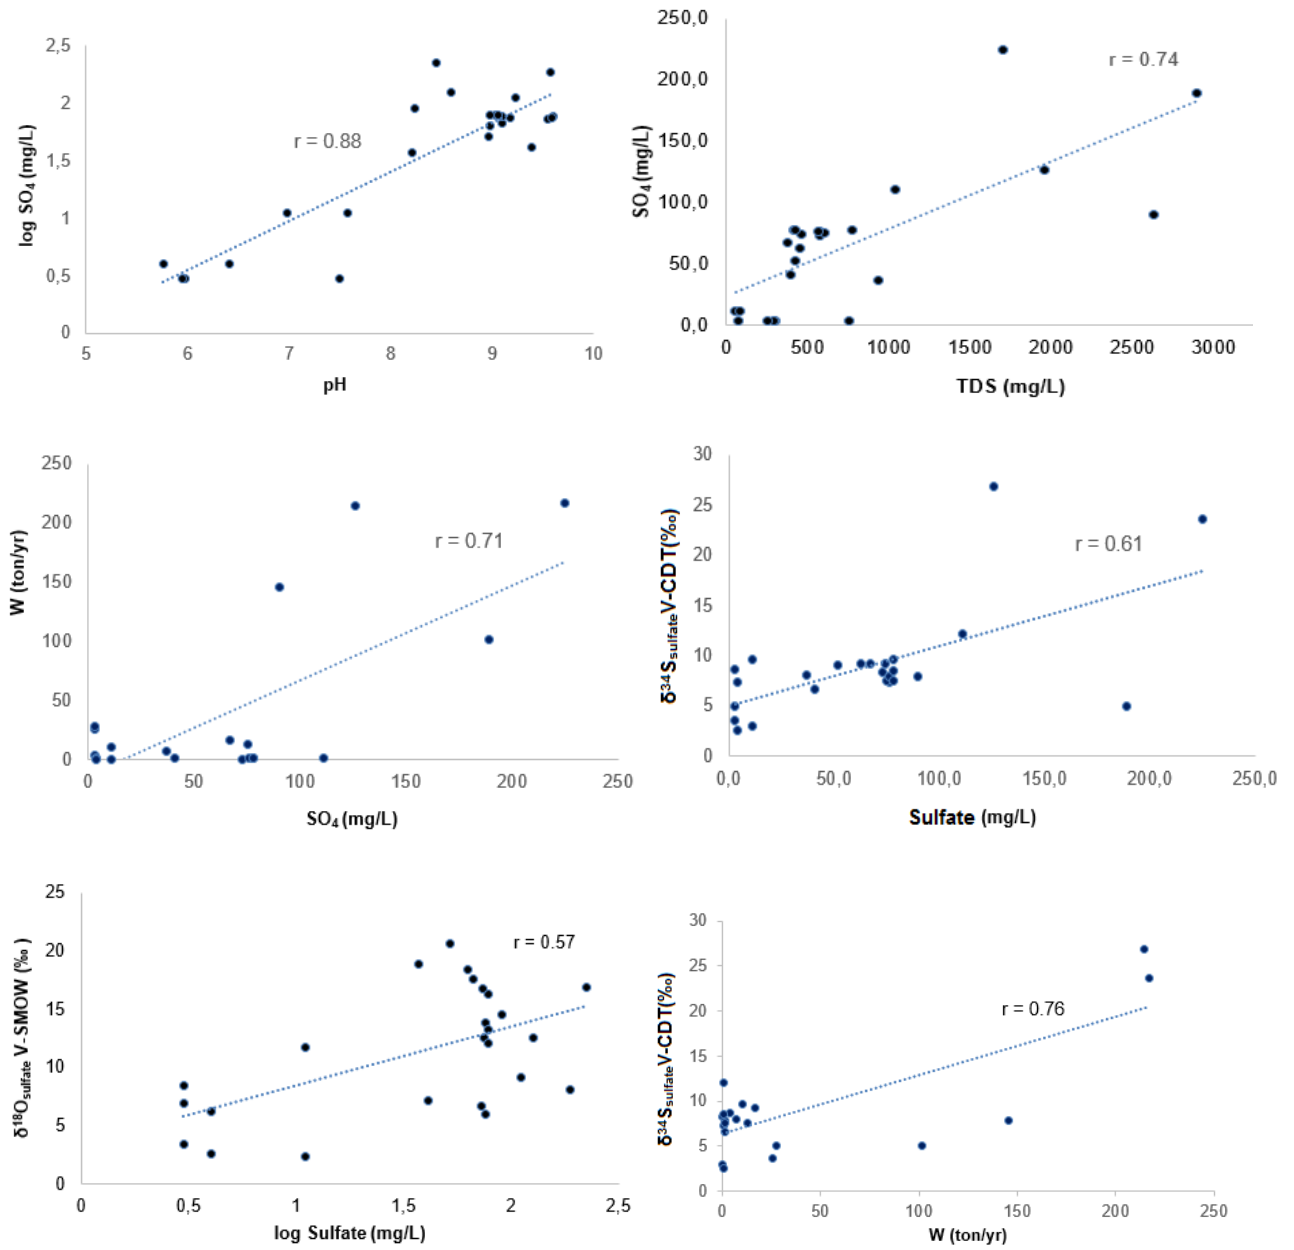 2,5
2
1,5
1
0,5
0
log SO₄ (mg/L)
r = 0.88
5 6 7 8 9 10
pH
250,0
200,0
150,0
100,0
50,0
0,0
SO₄ (mg/L)
r = 0.74
0 500 1000 1500 2000 2500 3000
TDS (mg/L)
250
200
150
100
50
0
W (ton/yr)
r = 0.71
0 50 100 150 200 250
SO₄ (mg/L)
30
25
20
15
10
5
0
δ³⁴SsulfateV-CDT(‰)
r = 0.61
0,0 50,0 100,0 150,0 200,0 250,0
Sulfate (mg/L)
25
20
15
10
5
0
δ¹⁸Osulfate V-SMOW (‰ )
r = 0.57
0 0,5 1 1,5 2 2,5
log Sulfate (mg/L)
30
25
20
15
10
5
0
δ³⁴SsulfateV-CDT(‰)
r = 0.76
0 50 100 150 200 250
W (ton/yr)